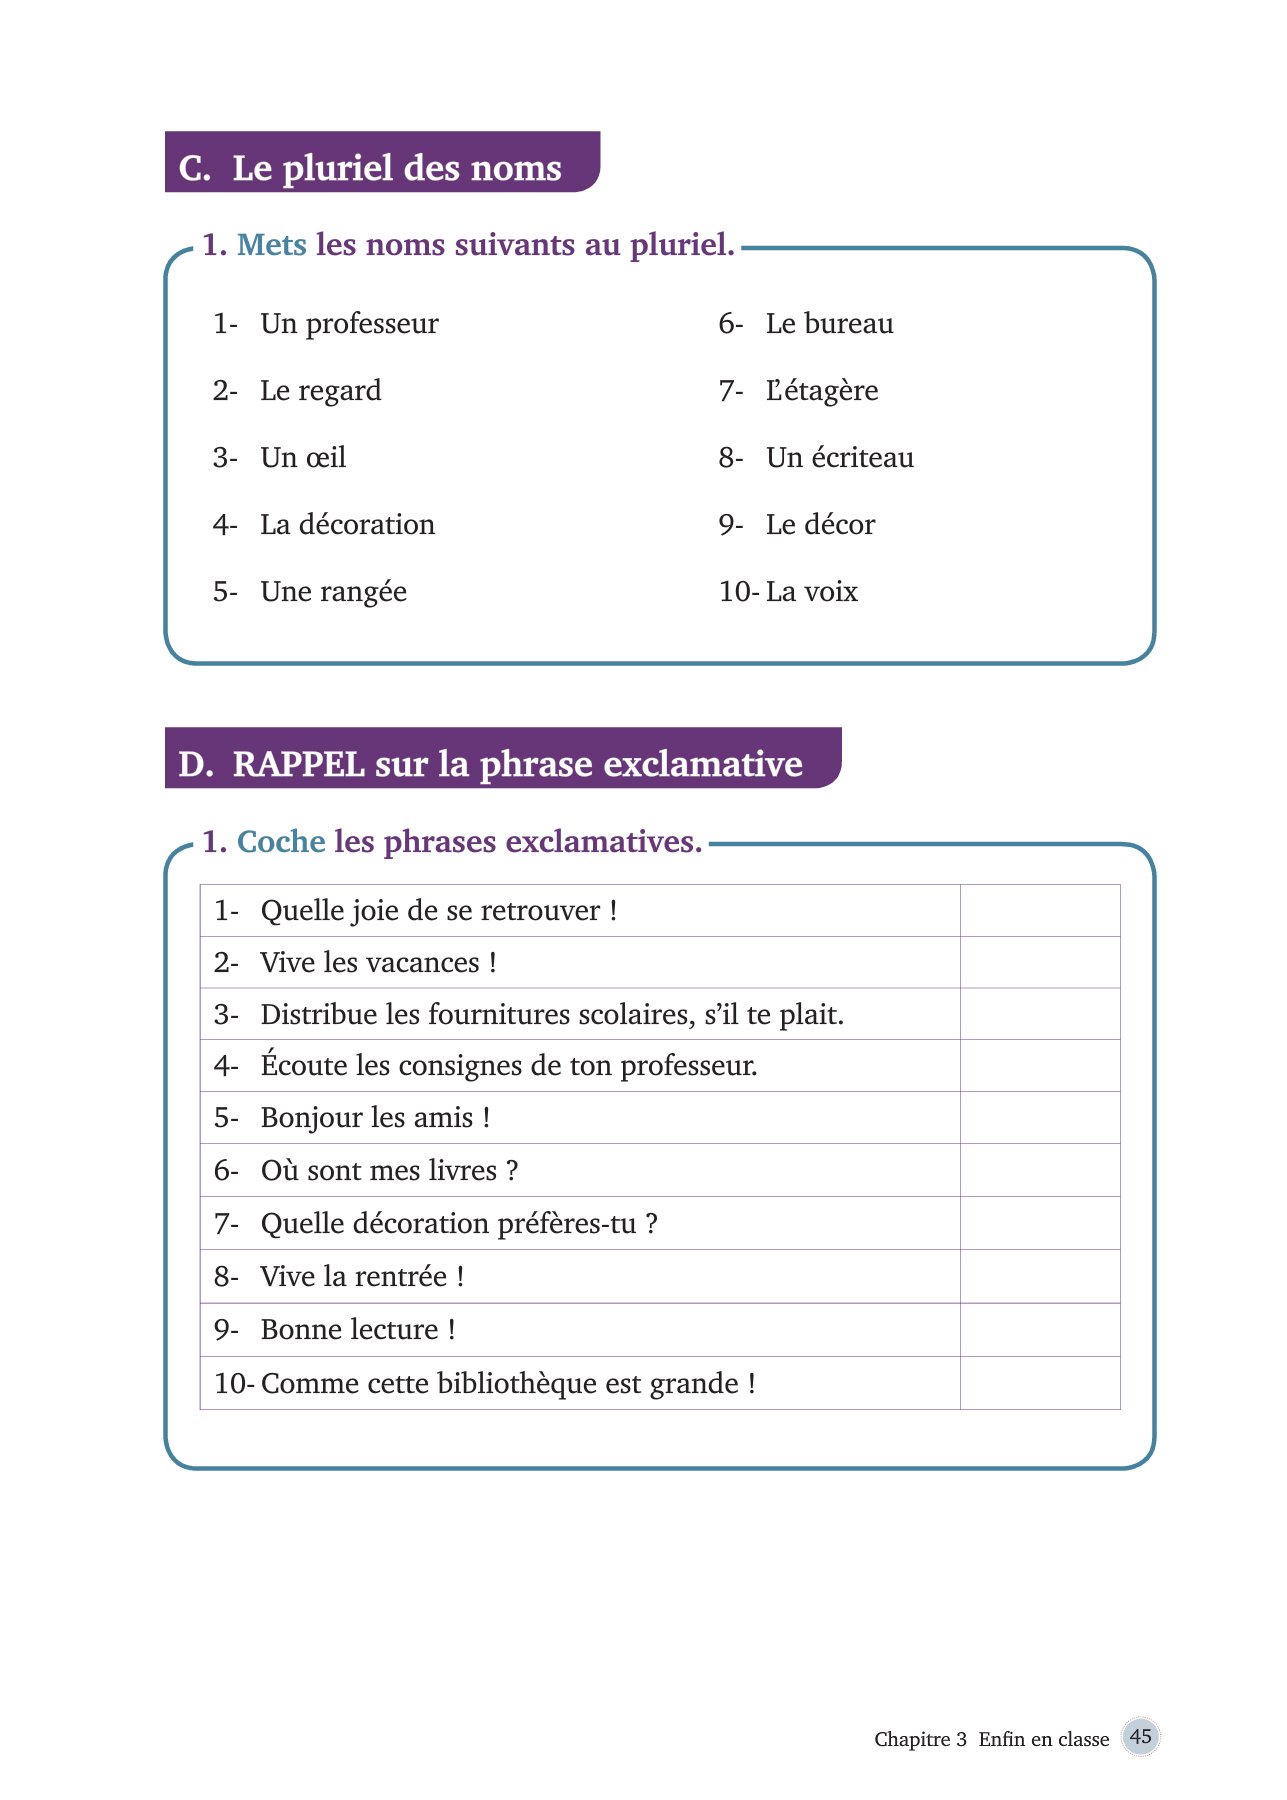 C. Le pluriel des noms
1. Mets les noms suivants au pluriel.
1- Un professeur
2- Le regard
3- Un œil
4- La décoration
5- Une rangée
6- Le bureau
7- L’étagère
8- Un écriteau
9- Le décor
10- La voix
D. RAPPEL sur la phrase exclamative
1. Coche les phrases exclamatives.
1- Quelle joie de se retrouver !
2- Vive les vacances !
3- Distribue les fournitures scolaires, s’il te plait.
4- Écoute les consignes de ton professeur.
5- Bonjour les amis !
6- Où sont mes livres ?
7- Quelle décoration préfères-tu ?
8- Vive la rentrée !
9- Bonne lecture !
10- Comme cette bibliothèque est grande !
Chapitre 3 Enfin en classe 45